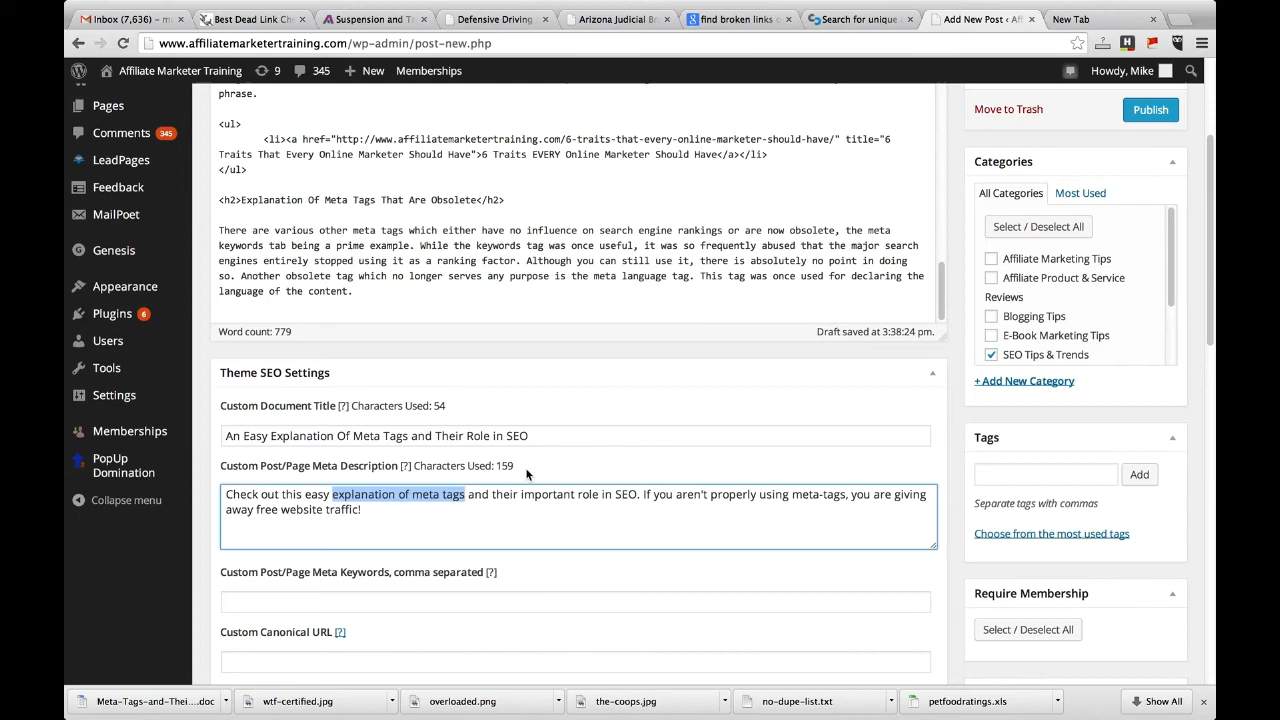 Inbox (7,636) - m
Best Dead Link Che
Suspension and Tr
Defensive Driving
Arizona Judicial Br
find broken links o
Search for unique
Add New Post ‹ Af
New Tab
www.affiliatemarketertraining.com/wp-admin/post-new.php
Affiliate Marketer Training
9
345
New
Memberships
Howdy, Mike
Pages
Comments 345
LeadPages
Feedback
MailPoet
Genesis
Appearance
Plugins 6
Users
Tools
Settings
Memberships
PopUp
Domination
Collapse menu
phrase.
<ul>
<li><a href="http://www.affiliatemarketertraining.com/6-traits-that-every-online-marketer-should-have/" title="6
Traits That Every Online Marketer Should Have">6 Traits EVERY Online Marketer Should Have</a></li>
</ul>
<h2>Explanation Of Meta Tags That Are Obsolete</h2>
There are various other meta tags which either have no influence on search engine rankings or are now obsolete, the meta
keywords tab being a prime example. While the keywords tag was once useful, it was so frequently abused that the major search
engines entirely stopped using it as a ranking factor. Although you can still use it, there is absolutely no point in doing
so. Another obsolete tag which no longer serves any purpose is the meta language tag. This tag was once used for declaring the
language of the content.
Word count: 779
Draft saved at 3:38:24 pm.
Theme SEO Settings
Custom Document Title [?] Characters Used: 54
An Easy Explanation Of Meta Tags and Their Role in SEO
Custom Post/Page Meta Description [?] Characters Used: 159
Check out this easy explanation of meta tags and their important role in SEO. If you aren't properly using meta-tags, you are giving
away free website traffic!
Custom Post/Page Meta Keywords, comma separated [?]
Custom Canonical URL [?]
Move to Trash
Publish
Categories
All Categories
Most Used
Select / Deselect All
Affiliate Marketing Tips
Affiliate Product & Service
Reviews
Blogging Tips
E-Book Marketing Tips
SEO Tips & Trends
+ Add New Category
Tags
Add
Separate tags with commas
Choose from the most used tags
Require Membership
Select / Deselect All
Meta-Tags-and-Thei....doc
wtf-certified.jpg
overloaded.png
the-coops.jpg
no-dupe-list.txt
petfoodratings.xls
Show All